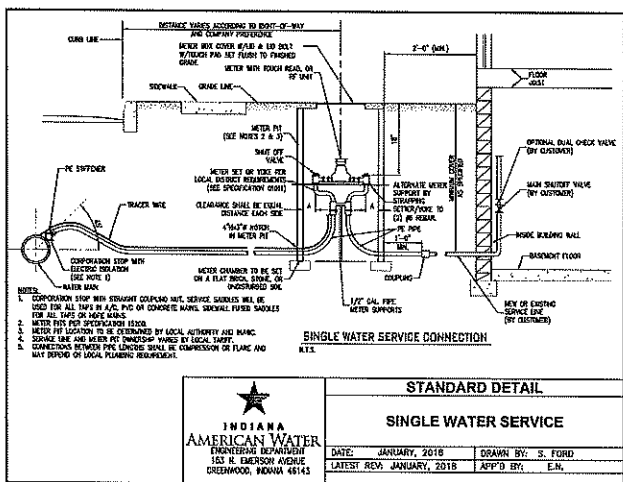 DISTANCE VARIES ACCORDING TO RIGHT-OF-WAY
AND COMPANY PREFERENCE
CURB LINE
METER BOX COVER W/LID & LID BOLT
W/TOUCH PAD SET FLUSH TO FINISHED
GRADE.
METER WITH TOUCH READ, OR
RF UNIT
2'-0" (MIN.)
SIDEWALK
GRADE LINE
FLOOR
JOIST
METER PIT
(SEE NOTES 2 & 3)
18"
SHUT OFF
VALVE
MINIMUM COVER
AS SPECIFIED
OPTIONAL DUAL CHECK VALVE
(BY CUSTOMER)
PE STIFFENER
METER SET OR YOKE PER
LOCAL DISTRICT REQUIREMENTS
(SEE SPECIFICATION 01011)
ALTERNATE METER
SUPPORT BY
STRAPPING
SETTER/YOKE TO
(2) #6 REBAR.
MAIN SHUTOFF VALVE
(BY CUSTOMER)
TRACER WIRE
CLEARANCE SHALL BE EQUAL
DISTANCE EACH SIDE
A
A
INSIDE BUILDING WALL
4"Hx3"W NOTCH
IN METER PIT
PE PIPE
1'-6"
MIN.
CORPORATION STOP WITH
ELECTRIC ISOLATION
(SEE NOTE 1)
BASEMENT FLOOR
WATER MAIN
METER CHAMBER TO BE SET
ON A FLAT BRICK, STONE, OR
UNDISTURBED SOIL
COUPLING
NOTES:
1. CORPORATION STOP WITH STRAIGHT COUPLING NUT, SERVICE SADDLES WILL BE
USED FOR ALL TAPS IN A/C, PVC OR CONCRETE MAINS. SIDEWALL FUSED SADDLES
FOR ALL TAPS ON HDPE MAINS.
2. METER PITS PER SPECIFICATION 15200.
3. METER PIT LOCATION TO BE DETERMINED BY LOCAL AUTHORITY AND INAWC.
4. SERVICE LINE AND METER PIT OWNERSHIP VARIES BY LOCAL TARIFF.
5. CONNECTIONS BETWEEN PIPE LENGTHS SHALL BE COMPRESSION OR FLARE AND
MAY DEPEND ON LOCAL PLUMBING REQUIREMENT.
1/2" GAL PIPE
METER SUPPORTS
NEW OR EXISTING
SERVICE LINE
(BY CUSTOMER)
SINGLE WATER SERVICE CONNECTION
N.T.S.
INDIANA
AMERICAN WATER
ENGINEERING DEPARTMENT
153 N. EMERSON AVENUE
GREENWOOD, INDIANA 46143
STANDARD DETAIL
SINGLE WATER SERVICE
DATE: JANUARY, 2018
DRAWN BY: S. FORD
LATEST REV: JANUARY, 2018
APP'D BY: E.N.